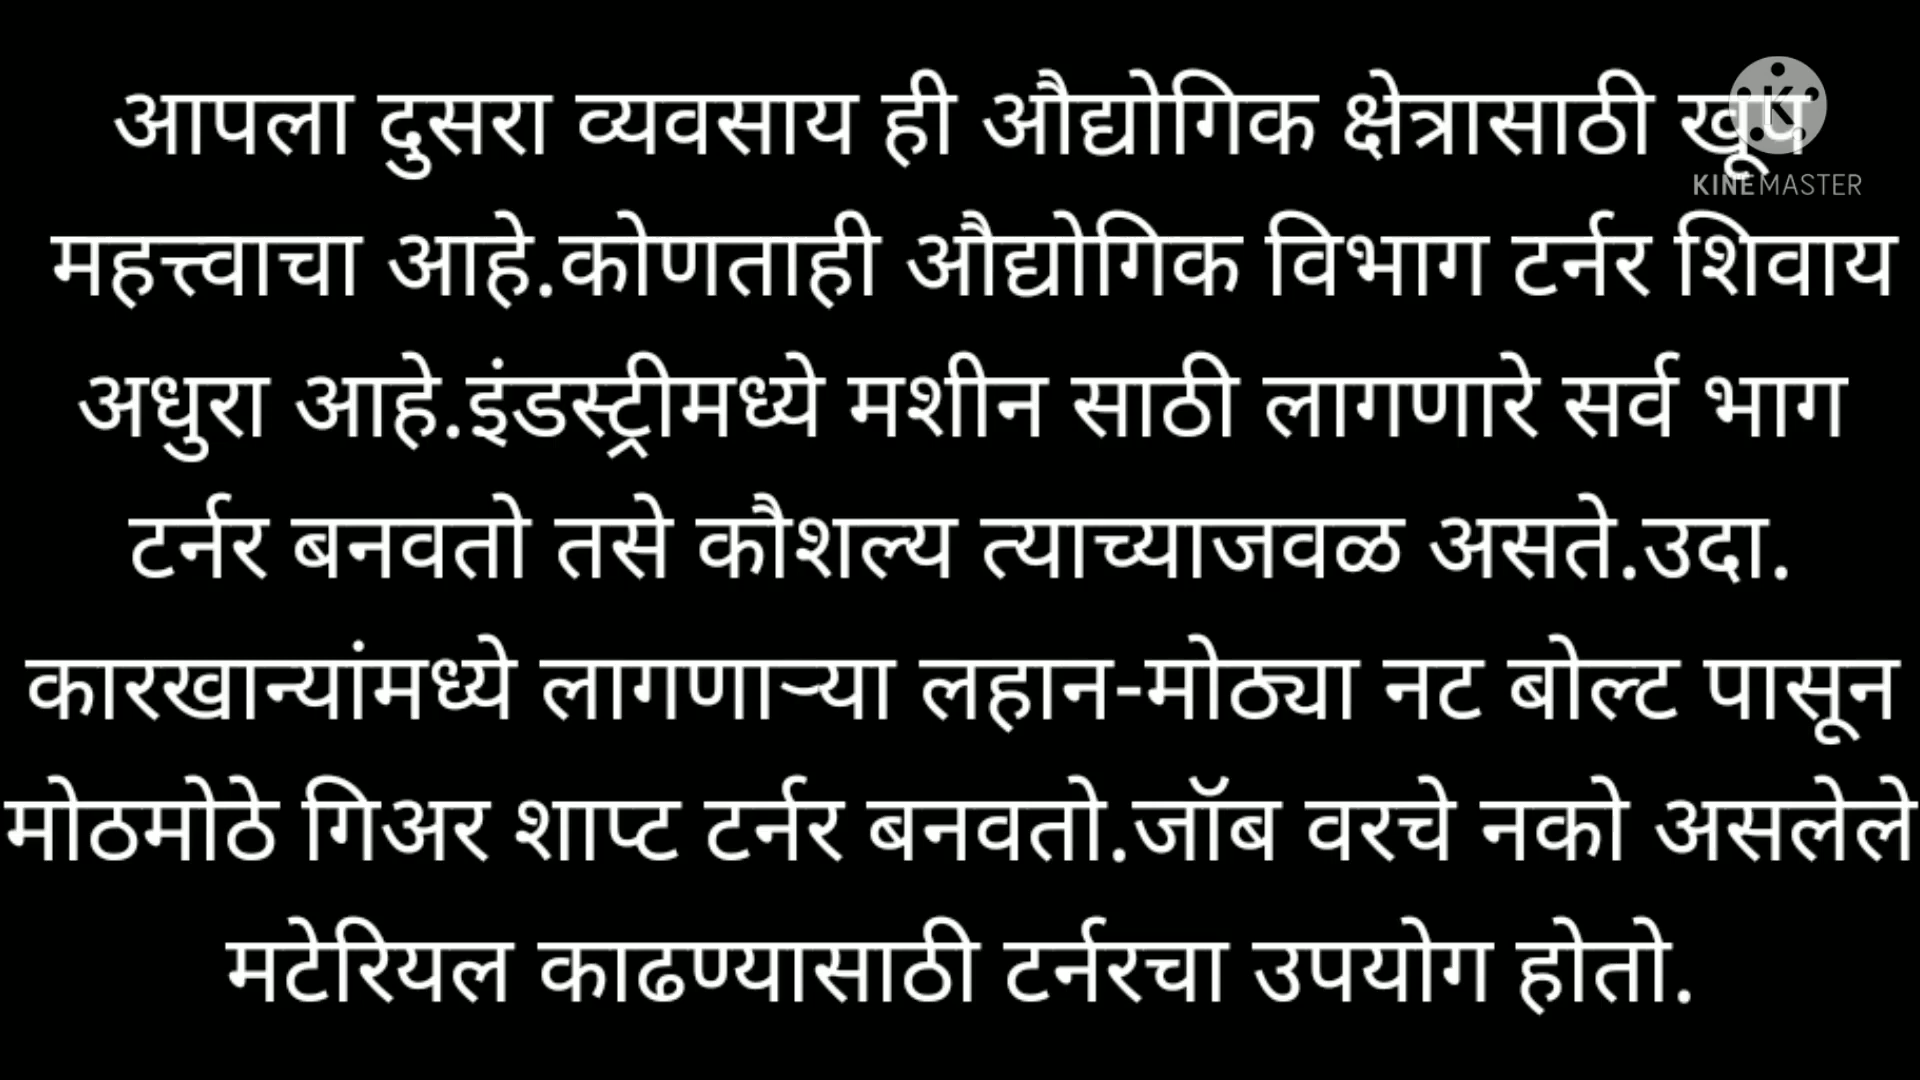 आपला दुसरा व्यवसाय ही औद्योगिक क्षेत्रासाठी खूप
KINEMASTER
महत्त्वाचा आहे.कोणताही औद्योगिक विभाग टर्नर शिवाय
अधुरा आहे.इंडस्ट्रीमध्ये मशीन साठी लागणारे सर्व भाग
टर्नर बनवतो तसे कौशल्य त्याच्याजवळ असते.उदा.
कारखान्यांमध्ये लागणाऱ्या लहान-मोठ्या नट बोल्ट पासून
मोठमोठे गिअर शाप्ट टर्नर बनवतो.जॉब वरचे नको असलेले
मटेरियल काढण्यासाठी टर्नरचा उपयोग होतो.